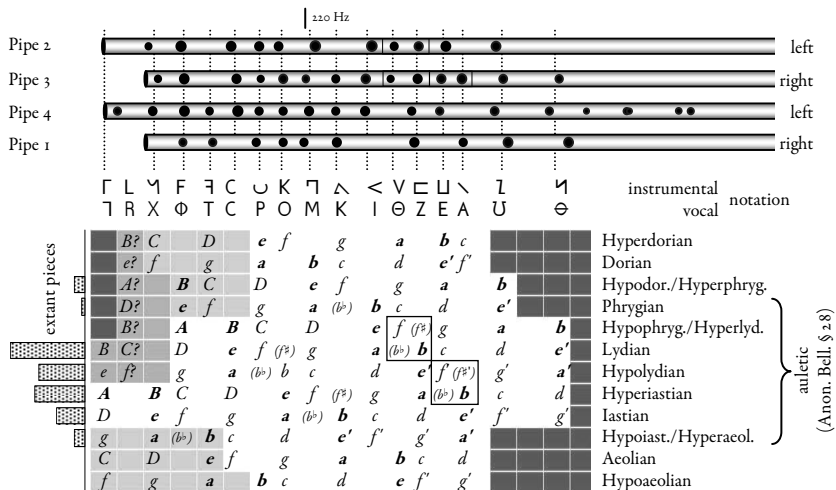 220 Hz
Pipe 2 left
Pipe 3 right
Pipe 4 left
Pipe 1 right
Γ L Ч F Ⅎ C ᴗ K ⊓ < V ⊏ ⊔ \ И instrumental
⅂ R X Φ T C P O M K I Θ Z E A Ʊ ɵ vocal
notation
extant pieces
B? C D e f g a b c Hyperdorian
e? f g a b c d e' f' Dorian
A? B C D e f g a b Hypodor./Hyperphryg.
D? e f g a (b♭) b c d e' Phrygian
B? A B C D e f (f♯) g a b Hypophryg./Hyperlyd.
B C? D e f (f♯) g a (b♭) b c d e' Lydian
e f? g a (b♭) b c d e' f' (f♯') g' a' Hypolydian
A B C D e f (f♯) g a (b♭) b c d Hyperiastian
D e f g a (b♭) b c d e' f' g' Iastian
g a (b♭) b c d e' f' g' a' Hypoiast./Hyperaeol.
C D e f g a b c d Aeolian
f g a b c d e f' g' Hypoaeolian
auletic
(Anon. Bell. § 28)